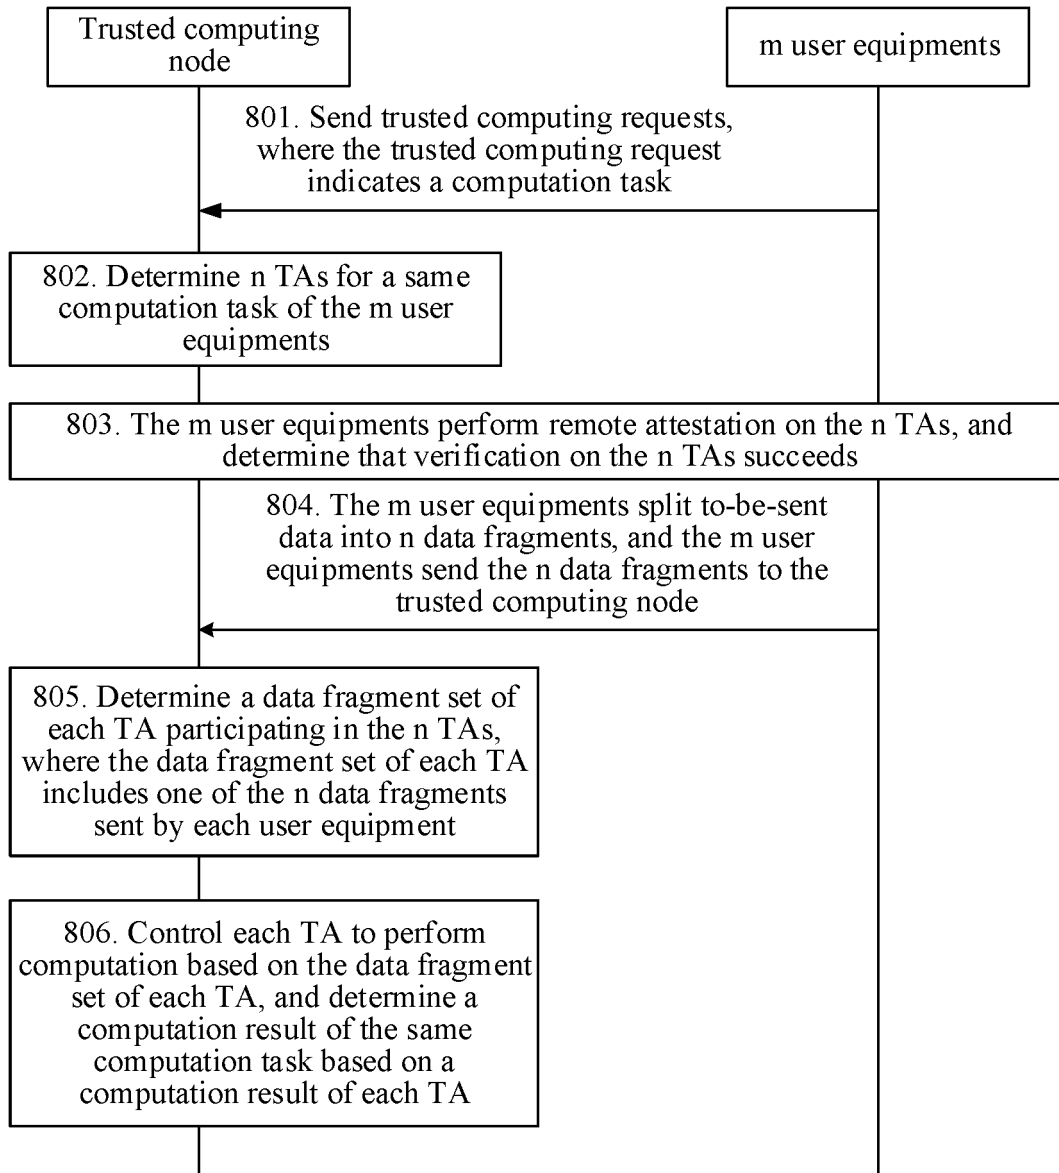 Trusted computing
node
m user equipments
801. Send trusted computing requests,
where the trusted computing request
indicates a computation task
802. Determine n TAs for a same
computation task of the m user
equipments
803. The m user equipments perform remote attestation on the n TAs, and
determine that verification on the n TAs succeeds
804. The m user equipments split to-be-sent
data into n data fragments, and the m user
equipments send the n data fragments to the
trusted computing node
805. Determine a data fragment set of
each TA participating in the n TAs,
where the data fragment set of each TA
includes one of the n data fragments
sent by each user equipment
806. Control each TA to perform
computation based on the data fragment
set of each TA, and determine a
computation result of the same
computation task based on a
computation result of each TA